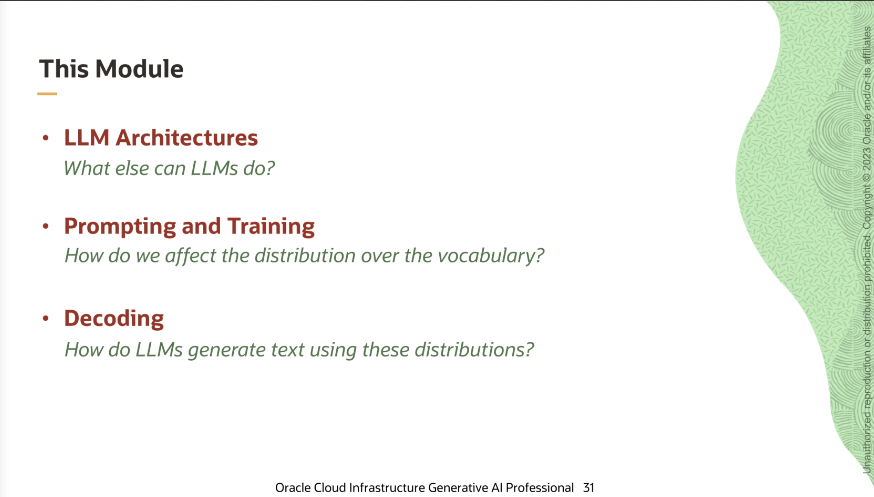 This Module
• LLM Architectures
What else can LLMs do?
• Prompting and Training
How do we affect the distribution over the vocabulary?
• Decoding
How do LLMs generate text using these distributions?
Oracle Cloud Infrastructure Generative AI Professional 31
Unauthorized reproduction or distribution prohibited. Copyright © 2023 Oracle and/or its affiliates